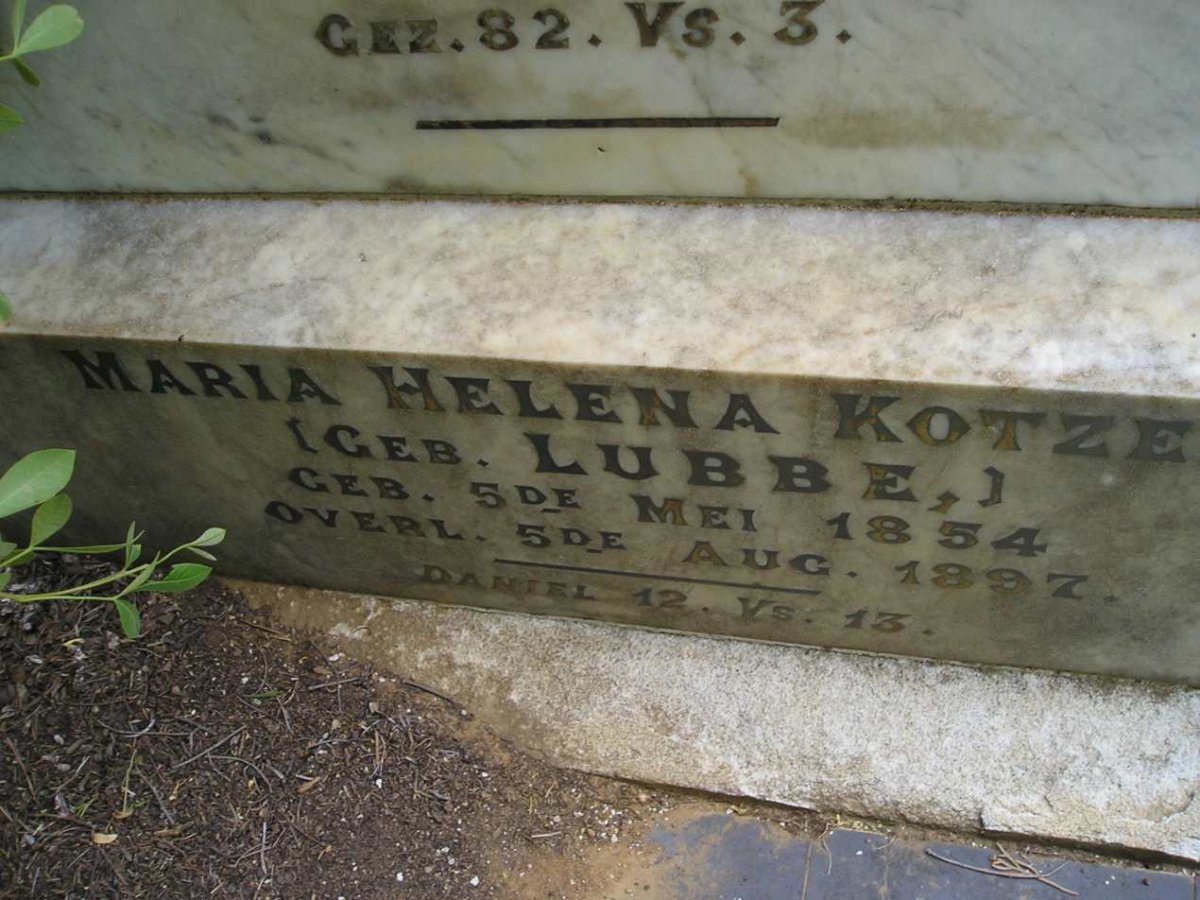 GEZ. 82. VS. 3.
MARIA HELENA KOTZE
(GEB. LUBBE,)
GEB. 5DE MEI 1854
OVERL. 5DE AUG. 1897.
DANIEL 12. VS. 13.